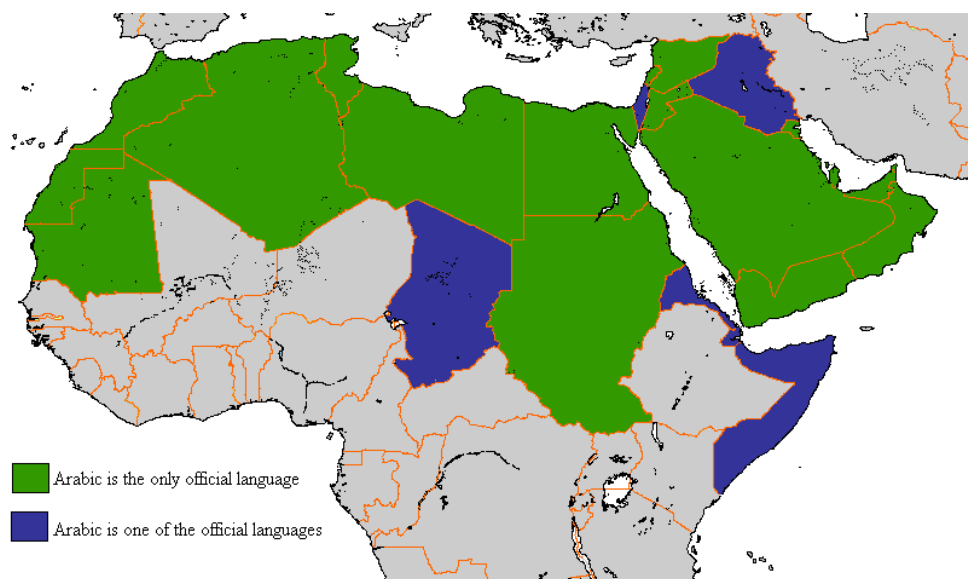 Arabic is the only official language
Arabic is one of the official languages